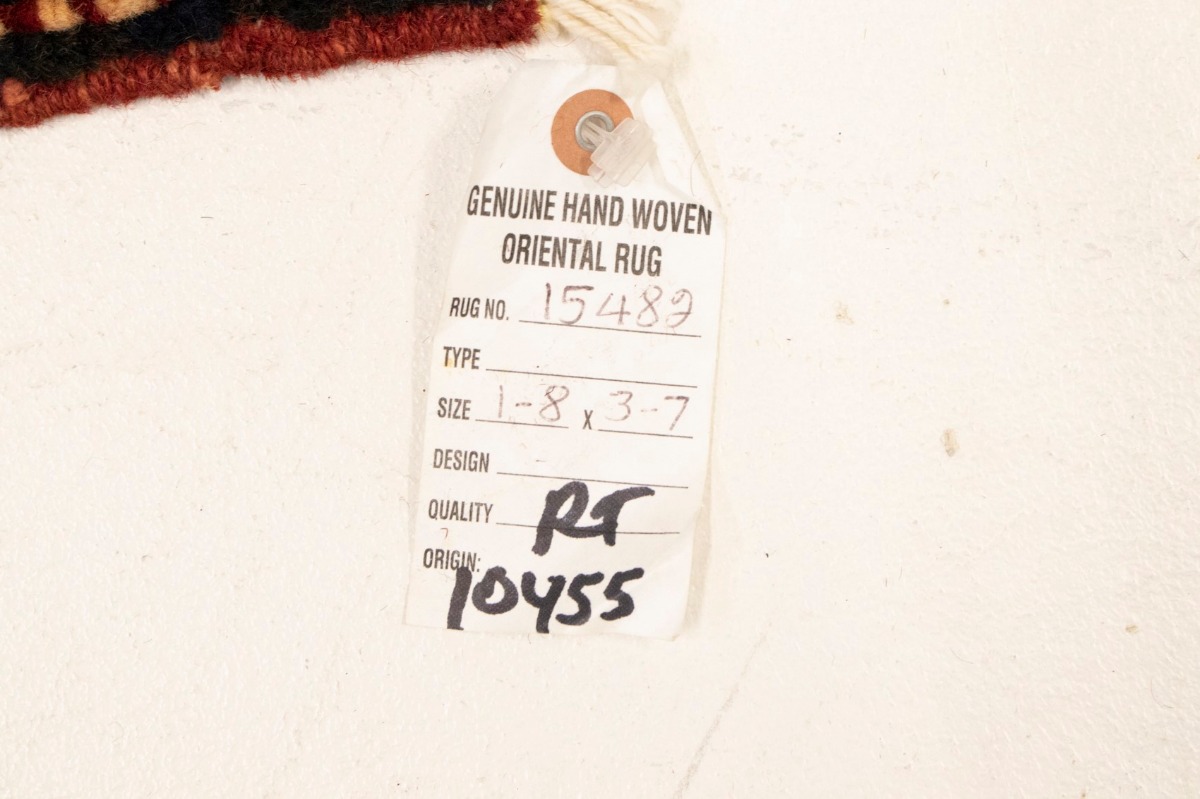 GENUINE HAND WOVEN
ORIENTAL RUG
RUG NO. 15482
TYPE
SIZE 1-8 X 3-7
DESIGN
QUALITY RT
ORIGIN:
10455